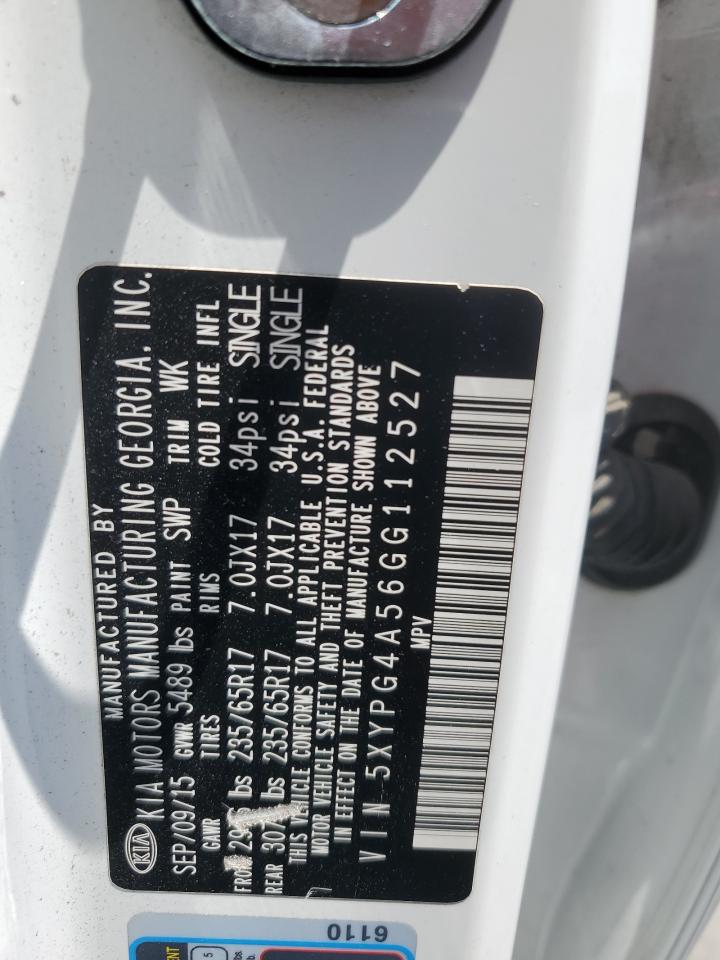 MANUFACTURED BY
KIA KIA MOTORS MANUFACTURING GEORGIA, INC.
SEP/09/15 GVWR 5489 lbs PAINT SWP TRIM WK
GAWR TIRES RIMS COLD TIRE INFL
lbs 235/65R17 7.0JX17 34psi SINGLE
REAR lbs 235/65R17 7.0JX17 34psi SINGLE
THIS VEHICLE CONFORMS TO ALL APPLICABLE U.S.A. FEDERAL
MOTOR VEHICLE SAFETY AND THEFT PREVENTION STANDARDS
IN EFFECT ON THE DATE OF MANUFACTURE SHOWN ABOVE
VIN 5XYPG4A56GG112527
MPV
6110